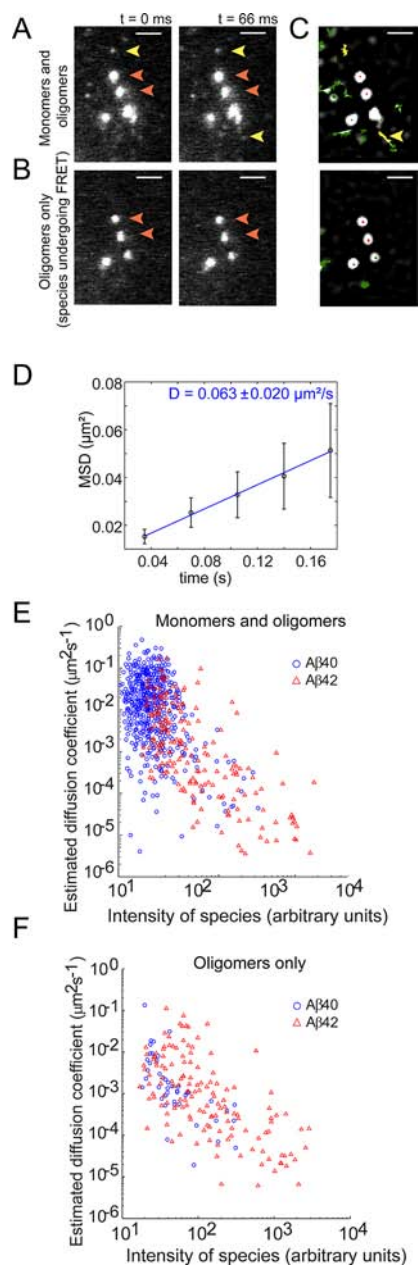 A
t = 0 ms
t = 66 ms
C
Monomers and
oligomers
B
Oligomers only
(species undergoing FRET)
D
D = 0.063 ±0.020 µm²/s
MSD (µm²)
0.08
0.06
0.04
0.02
0.04
0.08
0.12
0.16
time (s)
E
Monomers and oligomers
Aβ40
Aβ42
Estimated diffusion coefficient (µm2s-1)
10⁰
10-1
10-2
10-3
10-4
10-5
10-6
10¹
10²
10³
10⁴
Intensity of species (arbitrary units)
F
Oligomers only
Aβ40
Aβ42
Estimated diffusion coefficient (µm2s-1)
10⁰
10-1
10-2
10-3
10-4
10-5
10-6
10¹
10²
10³
10⁴
Intensity of species (arbitrary units)